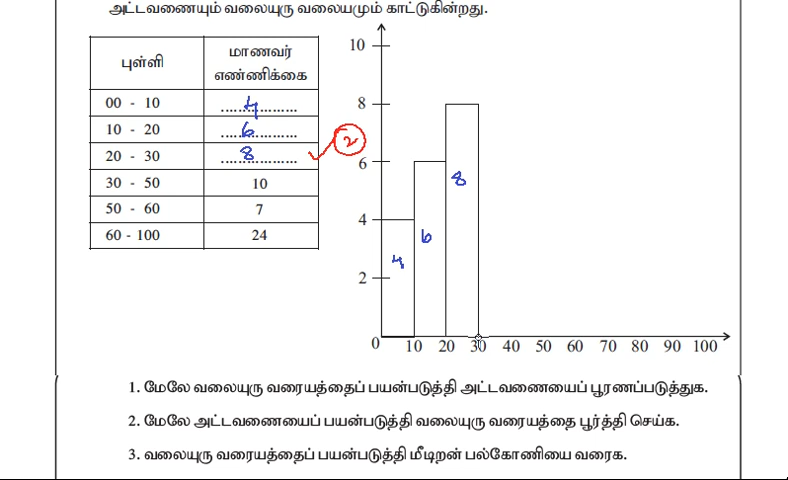 அட்டவணையும் வலையுரு வலையமும் காட்டுகின்றது.
புள்ளி மாணவர் எண்ணிக்கை
00 - 10 4
10 - 20 6
20 - 30 8
2
30 - 50 10
50 - 60 7
60 - 100 24
10
8
6
4
2
8
6
4
0 10 20 30 40 50 60 70 80 90 100
1. மேலே வலையுரு வரையத்தைப் பயன்படுத்தி அட்டவணையைப் பூரணப்படுத்துக.
2. மேலே அட்டவணையைப் பயன்படுத்தி வலையுரு வரையத்தை பூர்த்தி செய்க.
3. வலையுரு வரையத்தைப் பயன்படுத்தி மீடிறன் பல்கோணியை வரைக.